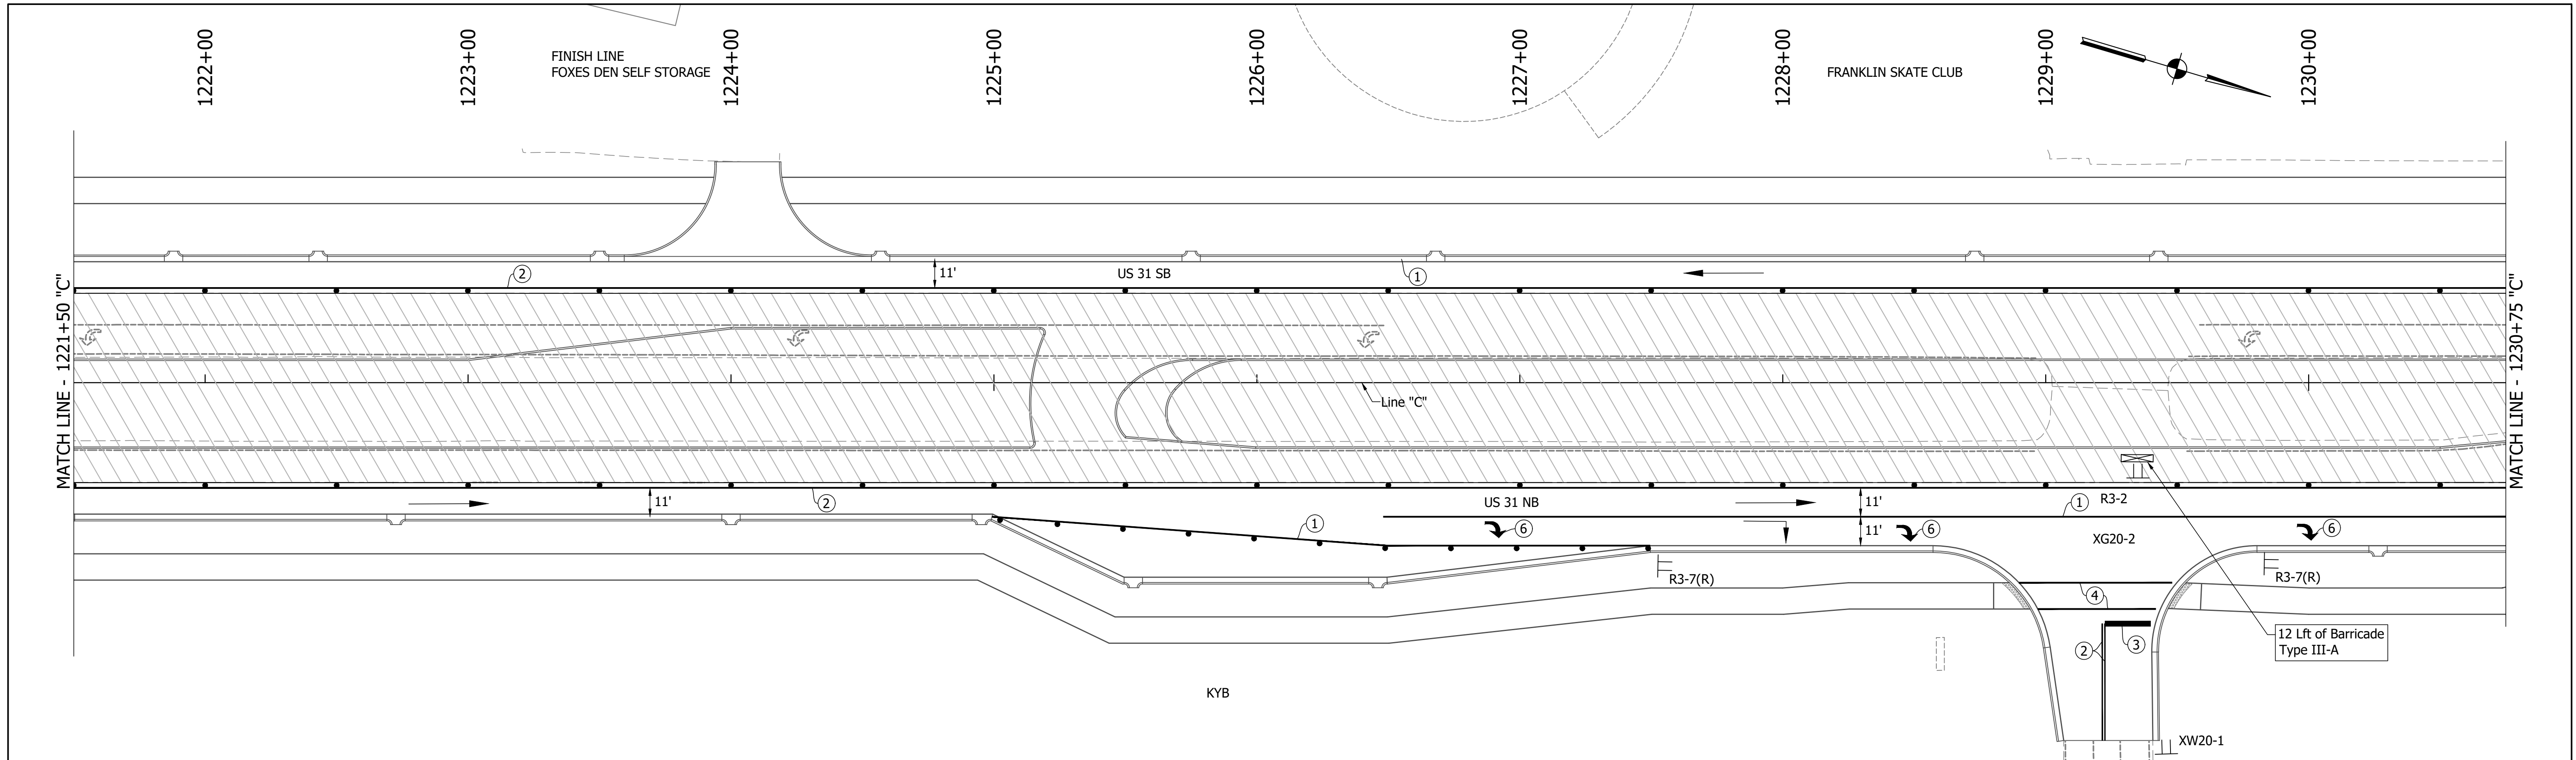 1222+00
1223+00
1224+00
1225+00
1226+00
1227+00
1228+00
1229+00
1230+00
FINISH LINE
FOXES DEN SELF STORAGE
FRANKLIN SKATE CLUB
MATCH LINE - 1221+50 "C"
MATCH LINE - 1230+75 "C"
2
11'
US 31 SB
1
Line "C"
11'
2
US 31 NB
11'
R3-2
1
1
6
11'
6
XG20-2
6
R3-7(R)
R3-7(R)
4
12 Lft of Barricade
Type III-A
2
3
KYB
XW20-1